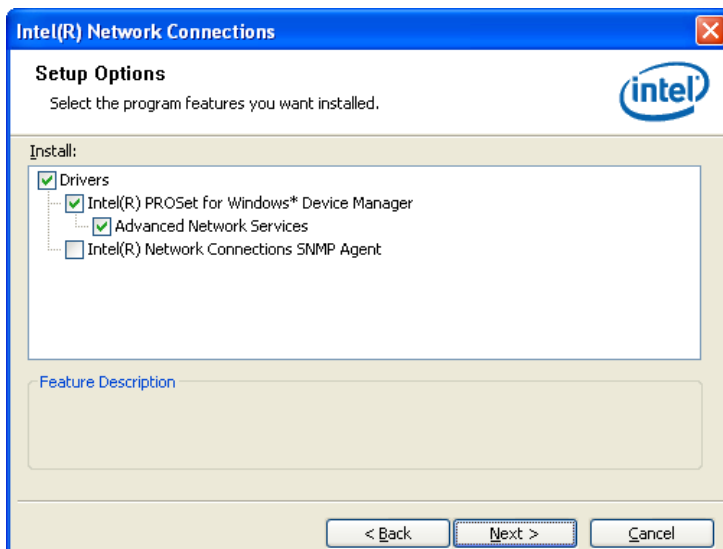 Intel(R) Network Connections
Setup Options
Select the program features you want installed.
intel
Install:
Drivers
Intel(R) PROSet for Windows* Device Manager
Advanced Network Services
Intel(R) Network Connections SNMP Agent
Feature Description
< Back
Next >
Cancel